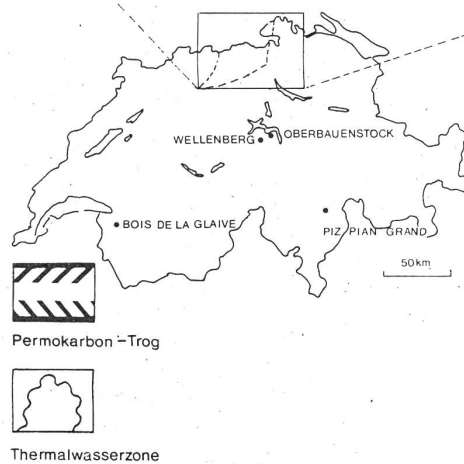 WELLENBERG
OBERBAUENSTOCK
BOIS DE LA GLAIVE
PIZ PIAN GRAND
50km
Permokarbon-Trog
Thermalwasserzone